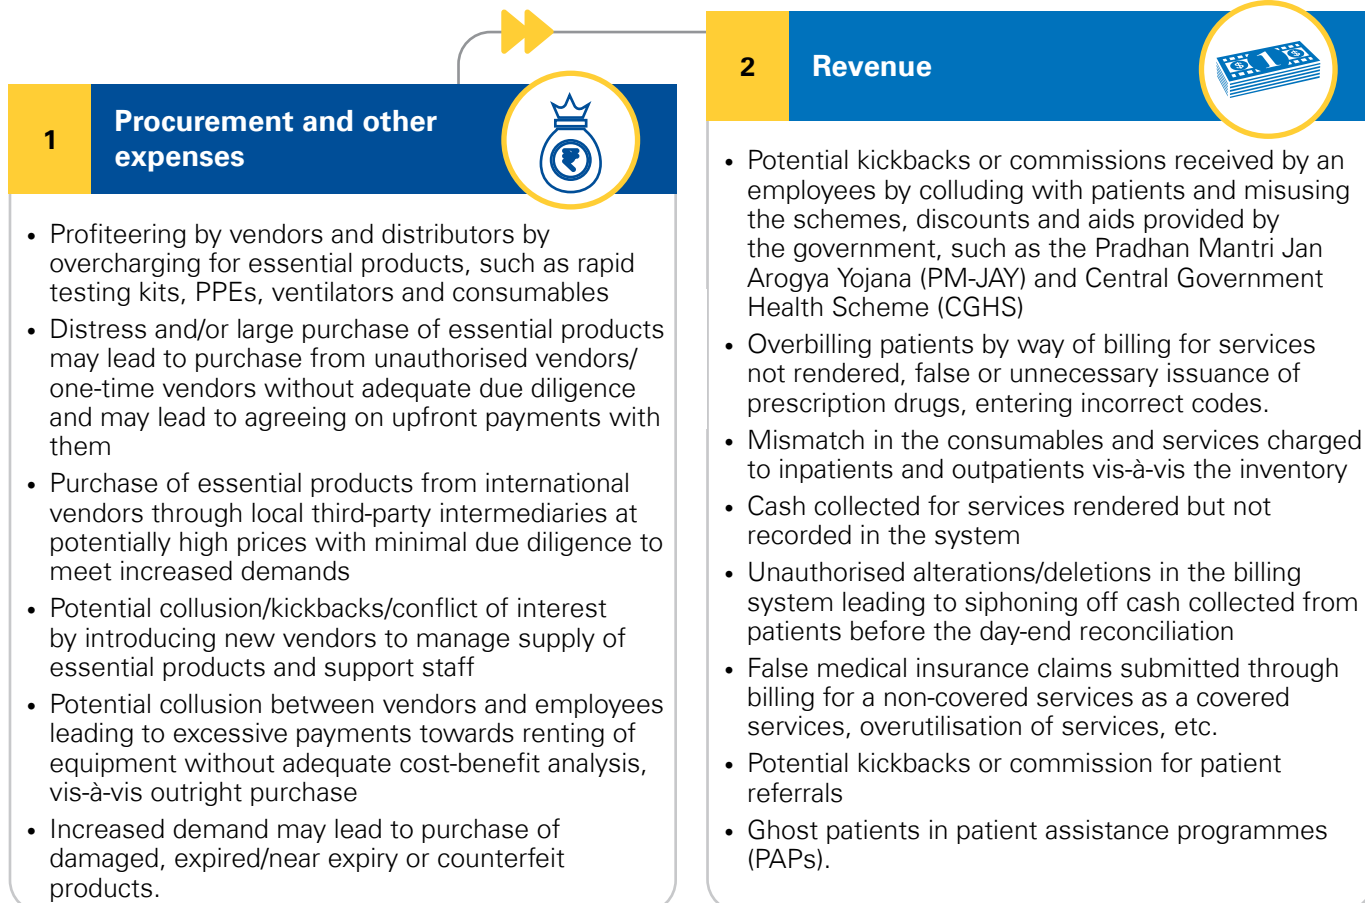 1
Procurement and other
expenses
• Profiteering by vendors and distributors by
overcharging for essential products, such as rapid
testing kits, PPEs, ventilators and consumables
• Distress and/or large purchase of essential products
may lead to purchase from unauthorised vendors/
one-time vendors without adequate due diligence
and may lead to agreeing on upfront payments with
them
• Purchase of essential products from international
vendors through local third-party intermediaries at
potentially high prices with minimal due diligence to
meet increased demands
• Potential collusion/kickbacks/conflict of interest
by introducing new vendors to manage supply of
essential products and support staff
• Potential collusion between vendors and employees
leading to excessive payments towards renting of
equipment without adequate cost-benefit analysis,
vis-à-vis outright purchase
• Increased demand may lead to purchase of
damaged, expired/near expiry or counterfeit
products.
2
Revenue
• Potential kickbacks or commissions received by an
employees by colluding with patients and misusing
the schemes, discounts and aids provided by
the government, such as the Pradhan Mantri Jan
Arogya Yojana (PM-JAY) and Central Government
Health Scheme (CGHS)
• Overbilling patients by way of billing for services
not rendered, false or unnecessary issuance of
prescription drugs, entering incorrect codes.
• Mismatch in the consumables and services charged
to inpatients and outpatients vis-à-vis the inventory
• Cash collected for services rendered but not
recorded in the system
• Unauthorised alterations/deletions in the billing
system leading to siphoning off cash collected from
patients before the day-end reconciliation
• False medical insurance claims submitted through
billing for a non-covered services as a covered
services, overutilisation of services, etc.
• Potential kickbacks or commission for patient
referrals
• Ghost patients in patient assistance programmes
(PAPs).